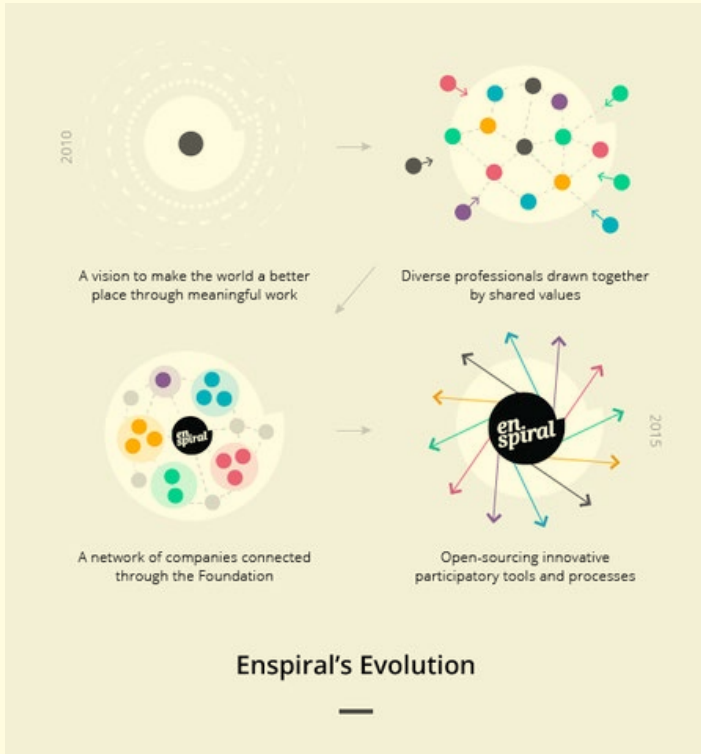 2010
A vision to make the world a better
place through meaningful work
Diverse professionals drawn together
by shared values
en.
spiral
A network of companies connected
through the Foundation
en.
spiral
2015
Open-sourcing innovative
participatory tools and processes
Enspiral's Evolution